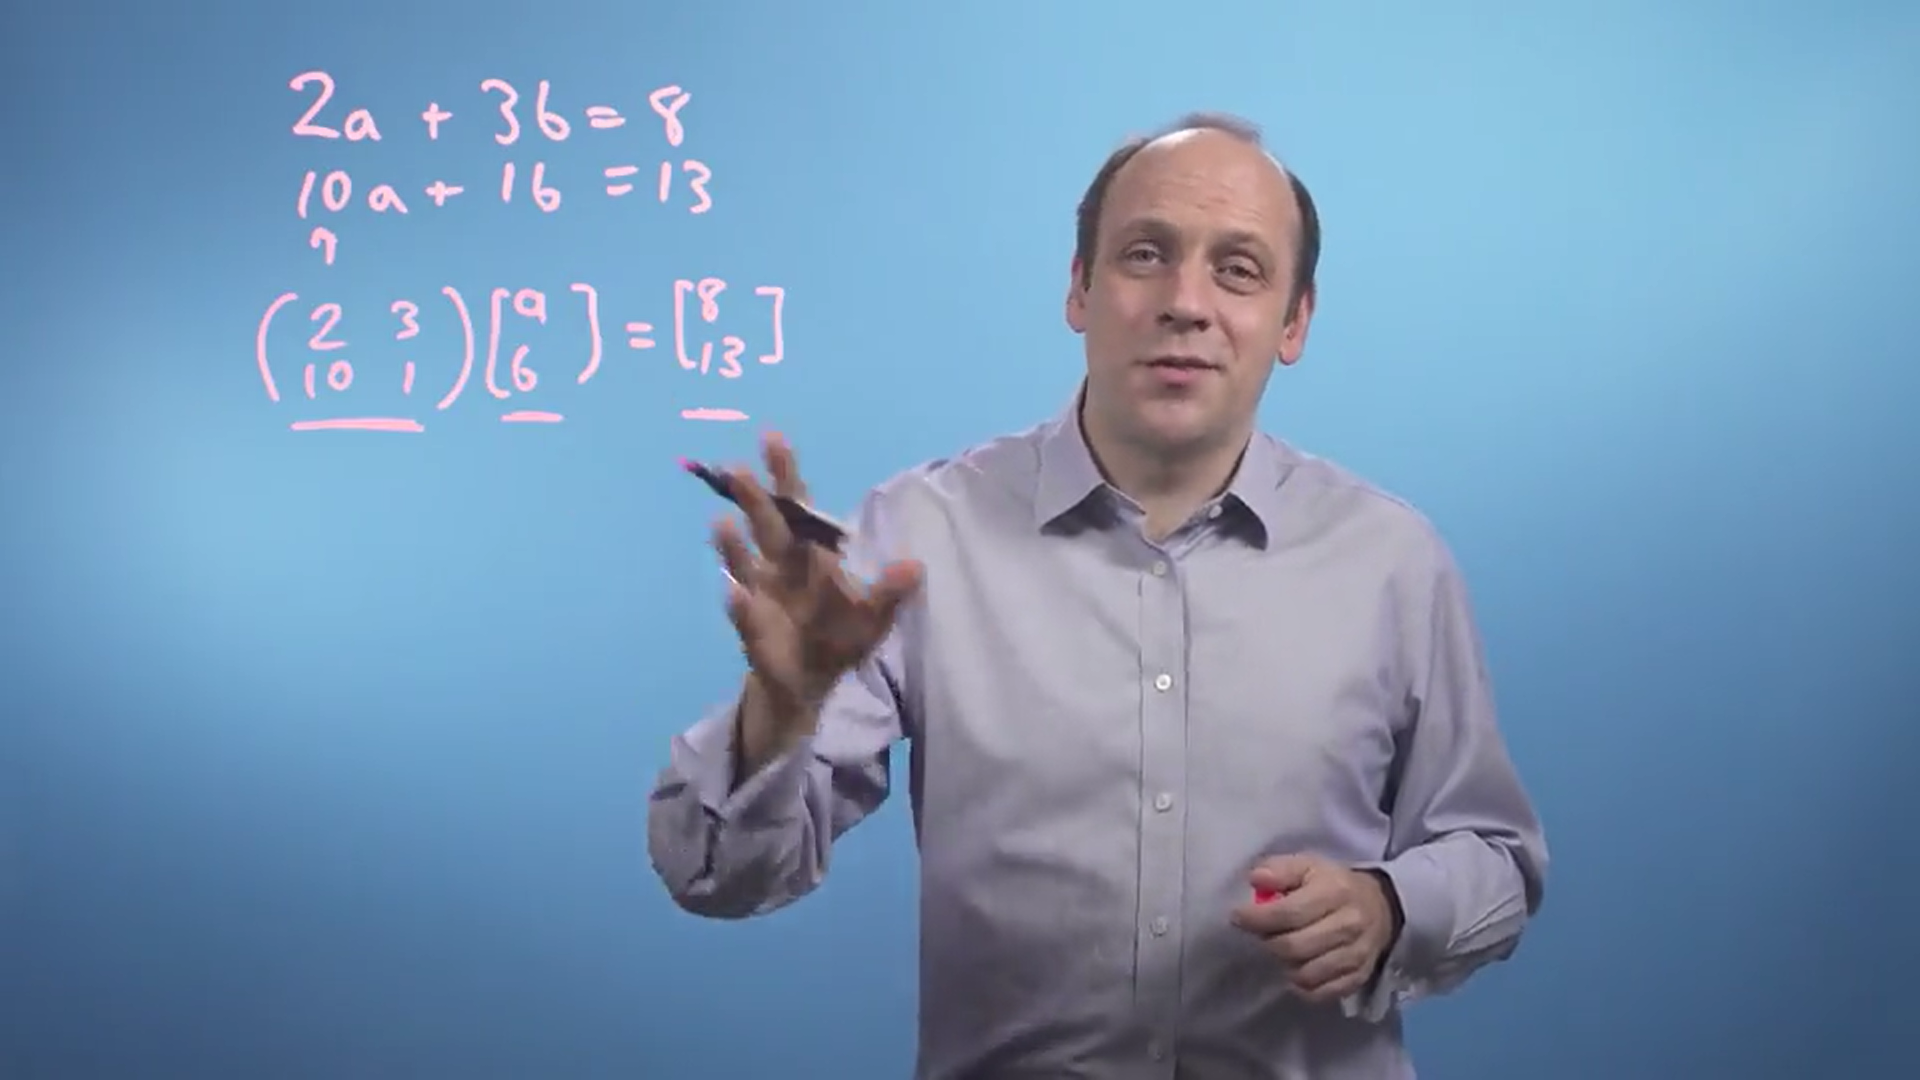 2a + 3b = 8
10a + 1b = 13
↑
(2 3) [a] = [8]
(10 1) [b] = [13]